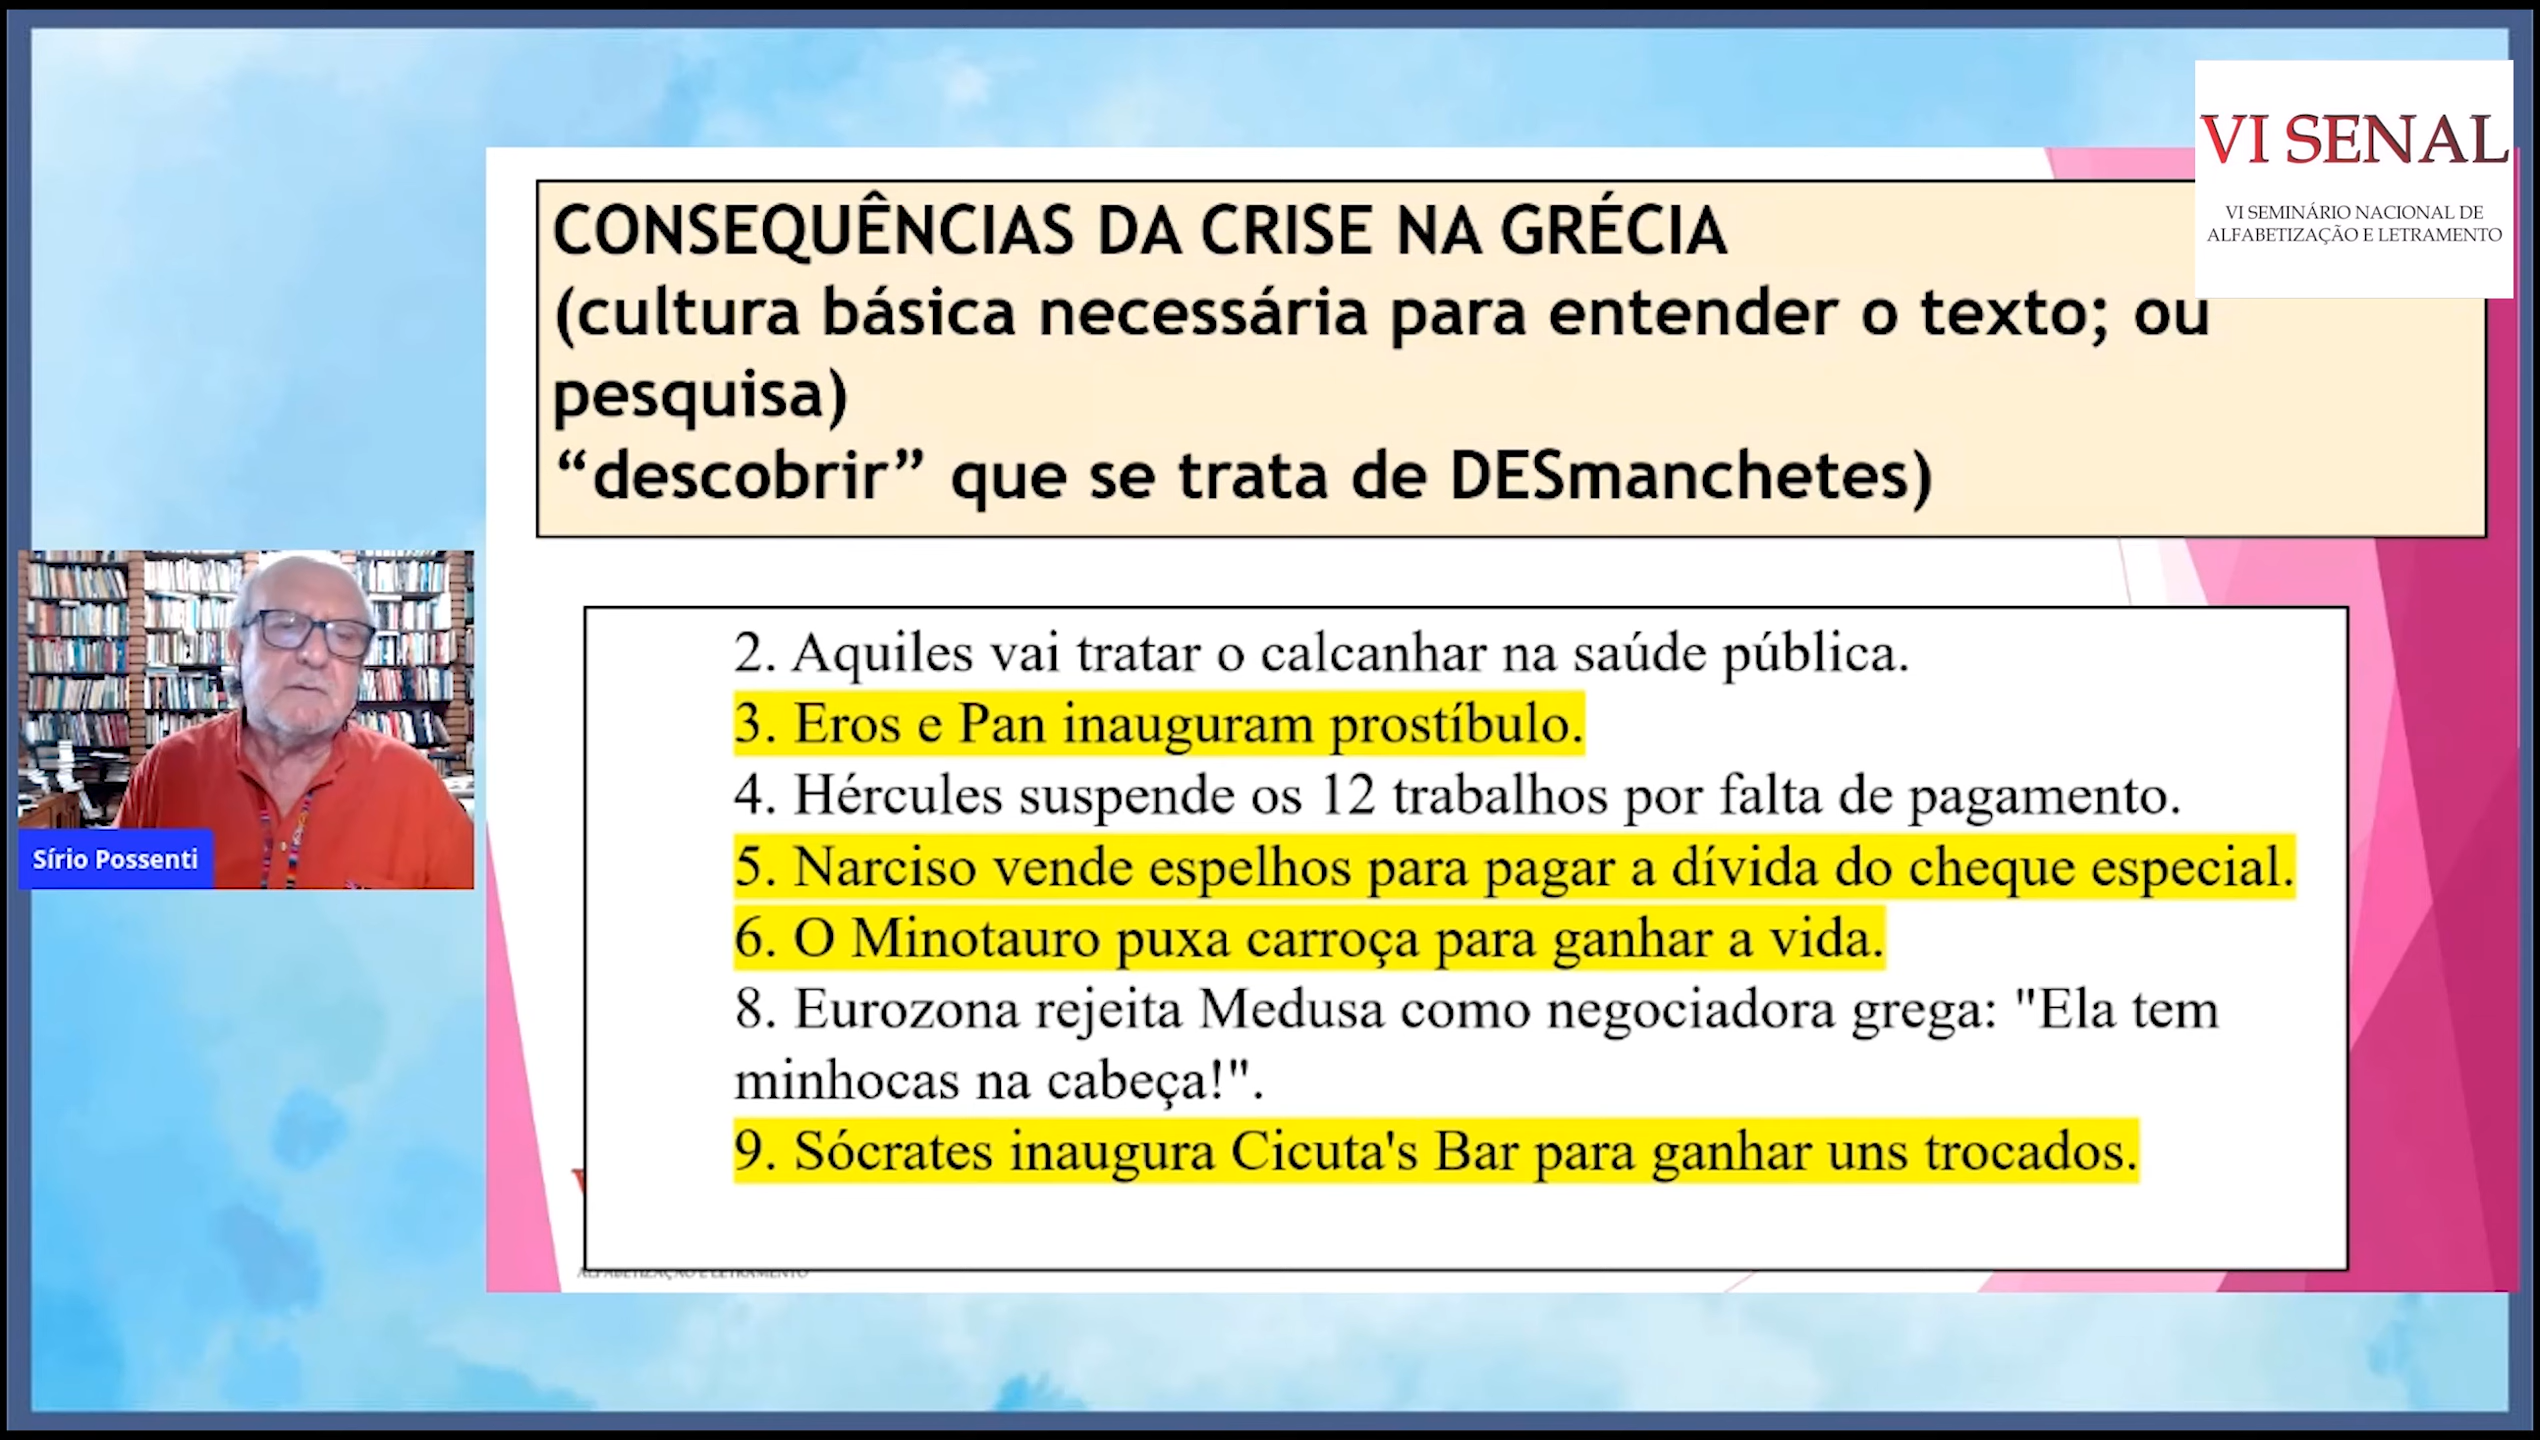 VI SENAL
VI SEMINÁRIO NACIONAL DE
ALFABETIZAÇÃO E LETRAMENTO
CONSEQUÊNCIAS DA CRISE NA GRÉCIA
(cultura básica necessária para entender o texto; ou
pesquisa)
“descobrir” que se trata de DESmanchetes)
Sírio Possenti
2. Aquiles vai tratar o calcanhar na saúde pública.
3. Eros e Pan inauguram prostíbulo.
4. Hércules suspende os 12 trabalhos por falta de pagamento.
5. Narciso vende espelhos para pagar a dívida do cheque especial.
6. O Minotauro puxa carroça para ganhar a vida.
8. Eurozona rejeita Medusa como negociadora grega: "Ela tem
minhocas na cabeça!".
9. Sócrates inaugura Cicuta's Bar para ganhar uns trocados.
ALFABETIZAÇÃO E LETRAMENTO